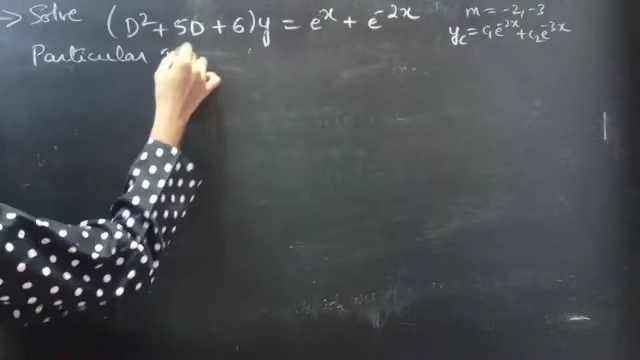 → Solve (D²+5D+6)y = eˣ + e⁻²ˣ
m = -2, -3
y_c = c₁e⁻²ˣ + c₂e⁻³ˣ
Particular